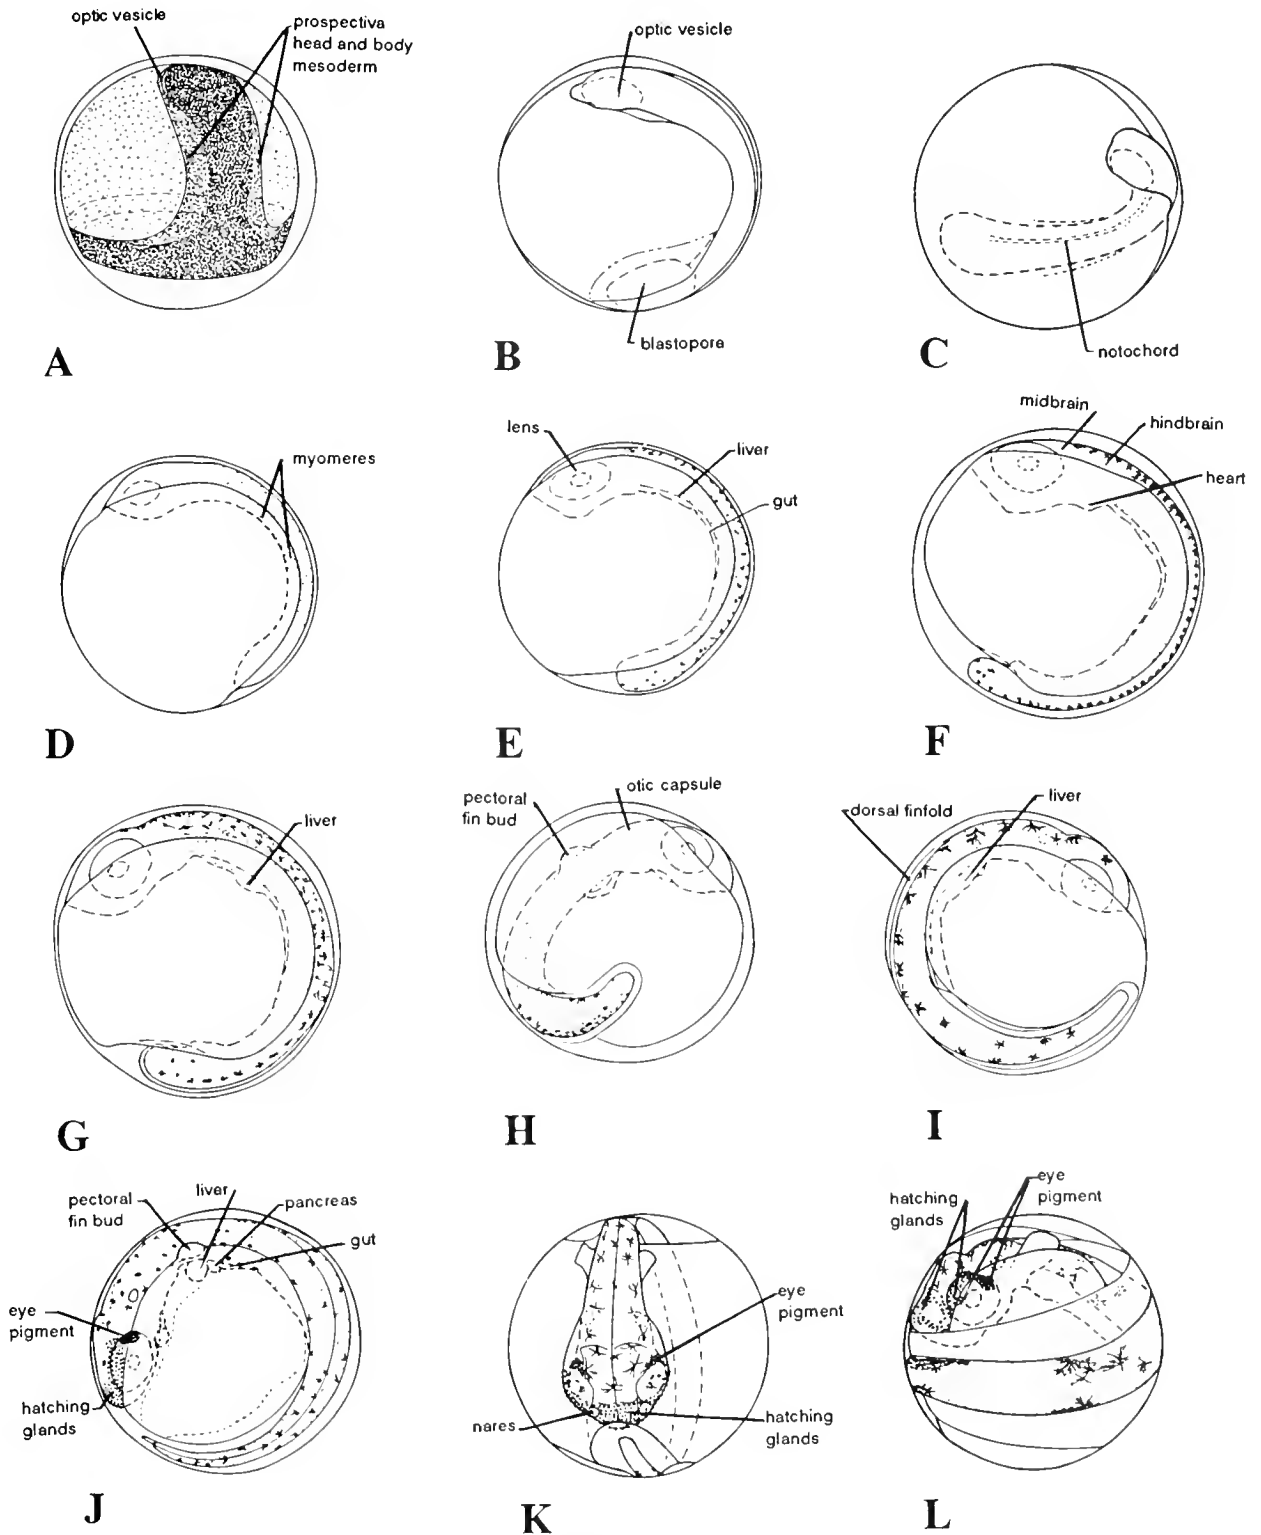 optic vesicle
prospectiva
head and body
mesoderm
A
optic vesicle
blastopore
B
notochord
C
myomeres
D
lens
liver
gut
E
midbrain
hindbrain
heart
F
liver
G
pectoral
fin bud
otic capsule
H
dorsal finfold
liver
I
pectoral
fin bud
liver
pancreas
gut
eye
pigment
hatching
glands
J
eye
pigment
nares
hatching
glands
K
hatching
glands
eye
pigment
L